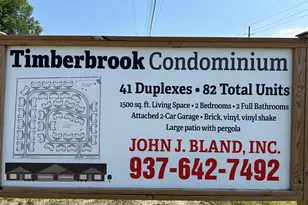 Timberbrook Condominium
41 Duplexes • 82 Total Units
1500 sq. ft. Living Space • 2 Bedrooms • 2 Full Bathrooms
Attached 2-Car Garage • Brick, vinyl, vinyl shake
Large patio with pergola
JOHN J. BLAND, INC.
937-642-7492